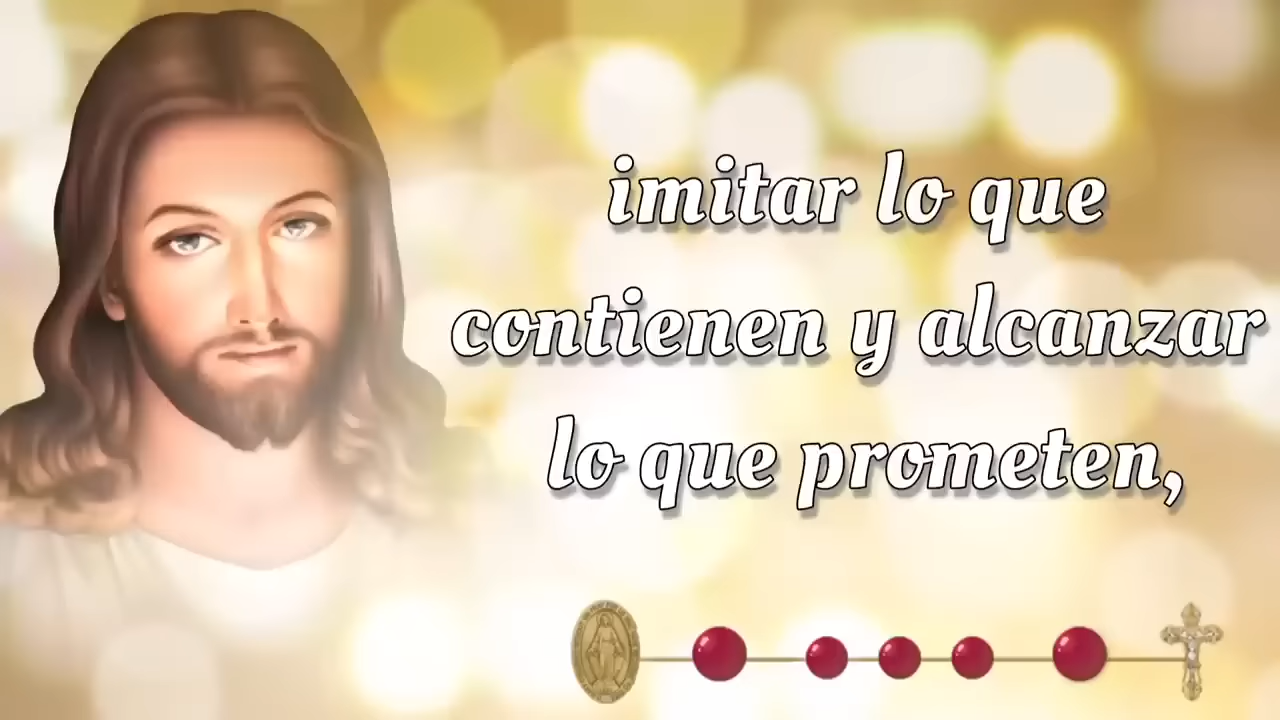 imitar lo que
contienen y alcanzar
lo que prometen,